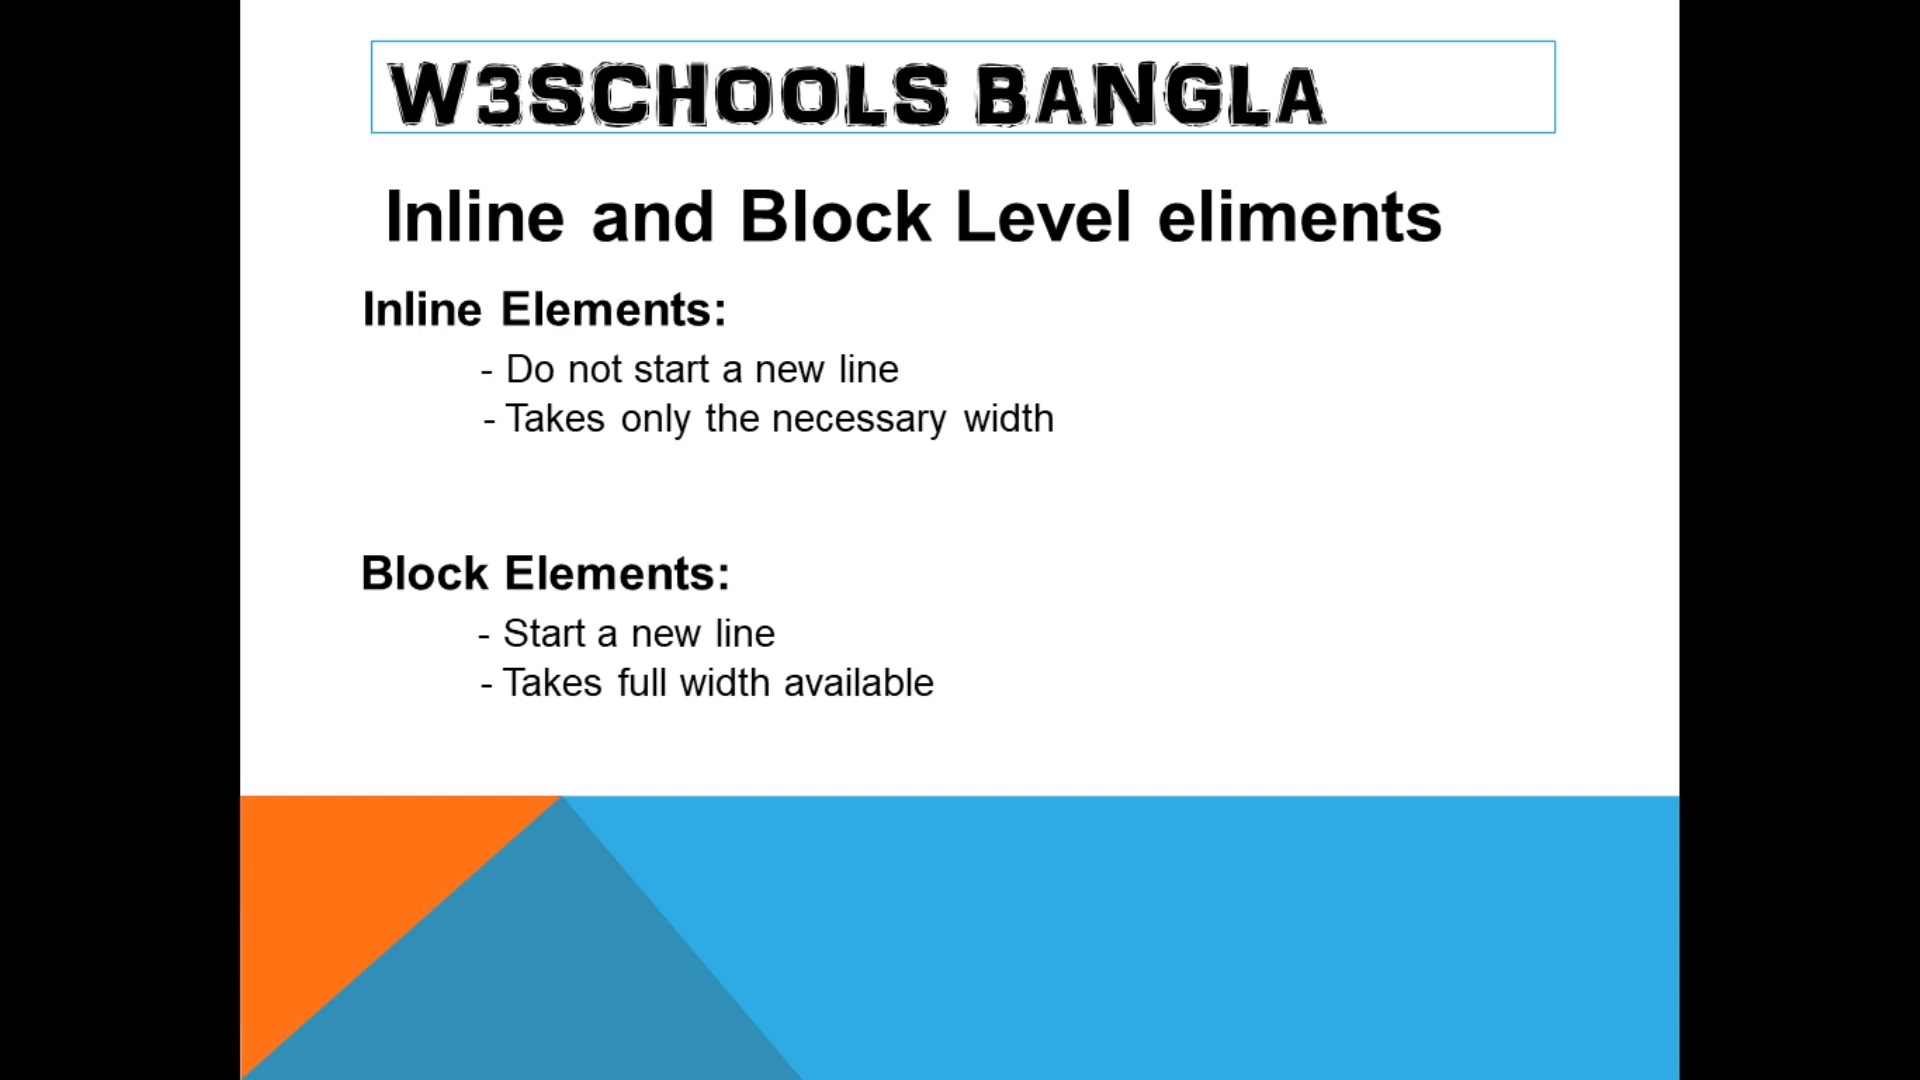 W3SCHOOLS BANGLA
Inline and Block Level eliments
Inline Elements:
- Do not start a new line
- Takes only the necessary width
Block Elements:
- Start a new line
- Takes full width available